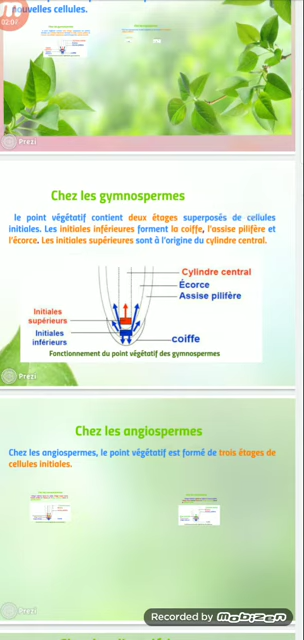 nouvelles cellules.
2:04
Prezi
Chez les gymnospermes
le point végétatif contient deux étages superposés de cellules
initiales. Les initiales inférieures forment la coiffe, l'assise pilifère et
l'écorce. Les initiales supérieures sont à l'origine du cylindre central.
Cylindre central
Écorce
Assise pilifère
Initiales
supérieurs
Initiales
inférieurs
coiffe
Fonctionnement du point végétatif des gymnospermes
Prezi
Chez les angiospermes
Chez les angiospermes, le point végétatif est formé de trois étages de
cellules initiales.
Prezi
Recorded by Mobizen